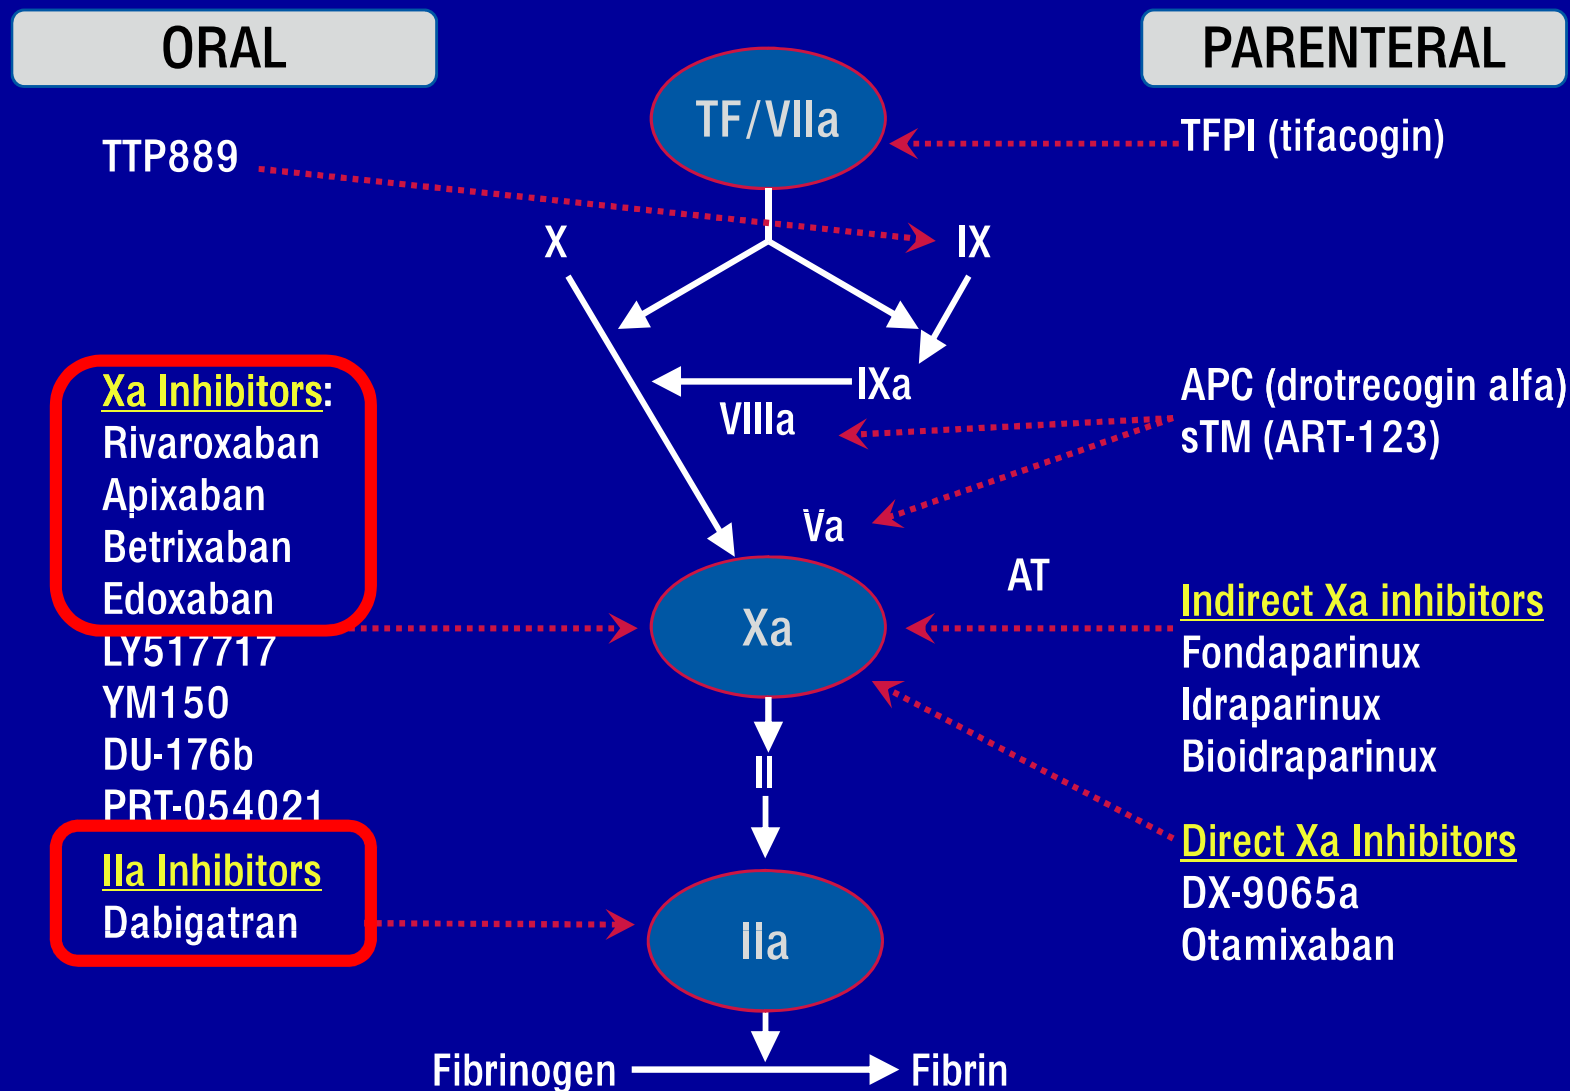 ORAL
PARENTERAL
TF/VIIa
TTP889
TFPI (tifacogin)
X
IX
Xa Inhibitors:
Rivaroxaban
Apixaban
Betrixaban
Edoxaban
LY517717
YM150
DU-176b
PRT-054021
IIa Inhibitors
Dabigatran
IXa
VIIIa
Va
AT
Xa
II
IIa
APC (drotrecogin alfa)
sTM (ART-123)
Indirect Xa inhibitors
Fondaparinux
Idraparinux
Bioidraparinux
Direct Xa Inhibitors
DX-9065a
Otamixaban
Fibrinogen
Fibrin